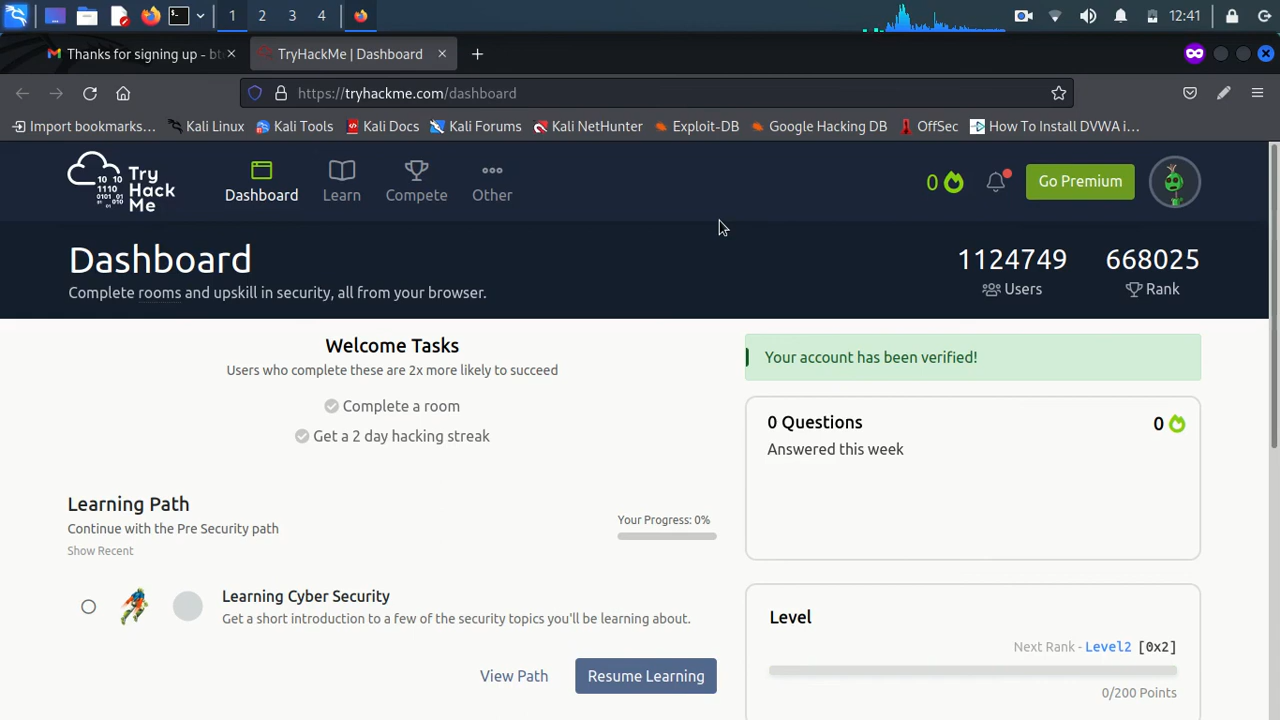 1 2 3 4 12:41
Thanks for signing up - bt
TryHackMe | Dashboard
https://tryhackme.com/dashboard
Import bookmarks... Kali Linux Kali Tools Kali Docs Kali Forums Kali NetHunter Exploit-DB Google Hacking DB OffSec How To Install DVWA i...
10 10
1110
0101 01
110
Try
Hack
Me
Dashboard Learn Compete Other
0
Go Premium
Dashboard
Complete rooms and upskill in security, all from your browser.
1124749
Users
668025
Rank
Welcome Tasks
Users who complete these are 2x more likely to succeed
Complete a room
Get a 2 day hacking streak
Your account has been verified!
0 Questions
0
Answered this week
Learning Path
Continue with the Pre Security path
Show Recent
Your Progress: 0%
Learning Cyber Security
Get a short introduction to a few of the security topics you'll be learning about.
View Path
Resume Learning
Level
Next Rank - Level2 [0x2]
0/200 Points